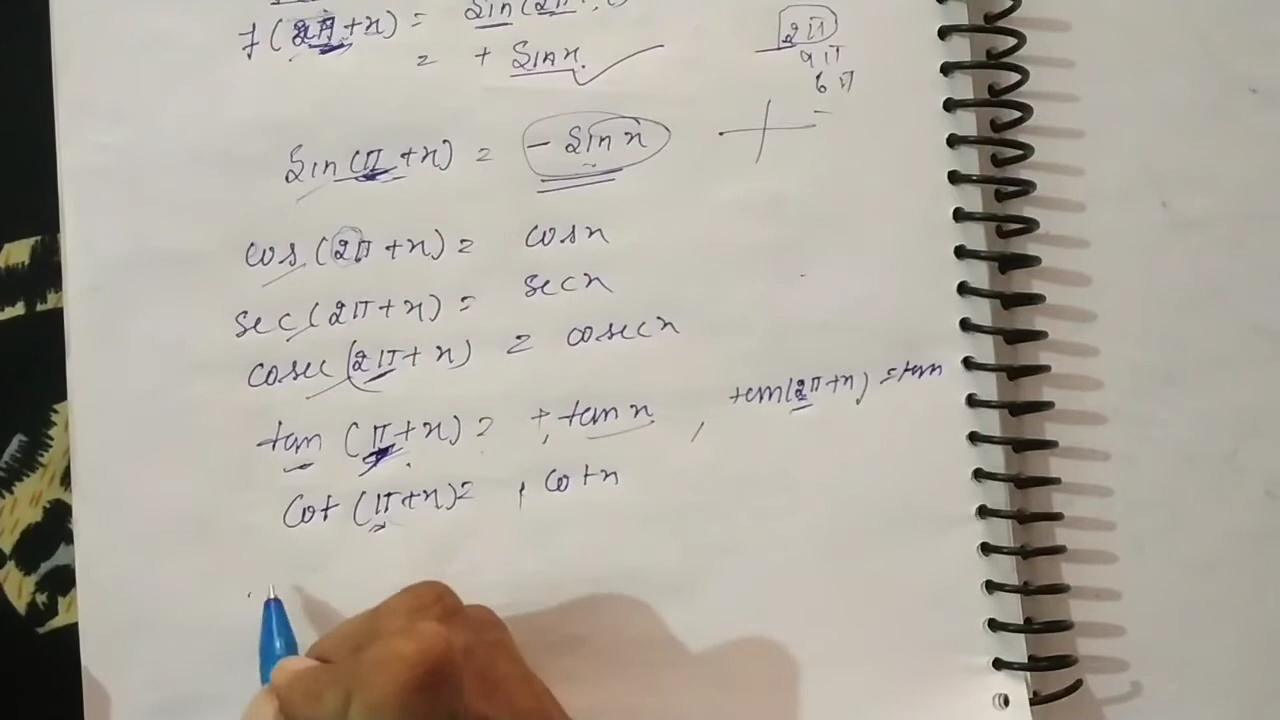 f(2π+x) = Sin(2π
= + Sinx.
2π
4π
6π
Sin(π+x) = - Sin x
cos(2π+x) = cosx
sec(2π+x) = secx
cosec(2π+x) = cosecx
tan(π+x) = + tanx , tan(2π+x) = tan
Cot(π+x) = , cotx